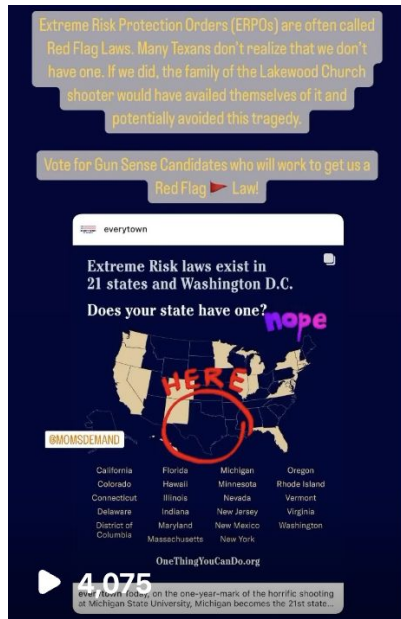 Extreme Risk Protection Orders (ERPOs) are often called
Red Flag Laws. Many Texans don't realize that we don't
have one. If we did, the family of the Lakewood Church
shooter would have availed themselves of it and
potentially avoided this tragedy.
Vote for Gun Sense Candidates who will work to get us a
Red Flag 🚩 Law!
everytown
Extreme Risk laws exist in
21 states and Washington D.C.
Does your state have one?
nope
HERE
@MOMSDEMAND
California Florida Michigan Oregon
Colorado Hawaii Minnesota Rhode Island
Connecticut Illinois Nevada Vermont
Delaware Indiana New Jersey Virginia
District of Columbia Maryland New Mexico Washington
Massachusetts New York
OneThingYouCanDo.org
4,075
everytown Today, on the one-year-mark of the horrific shooting
at Michigan State University, Michigan becomes the 21st state...